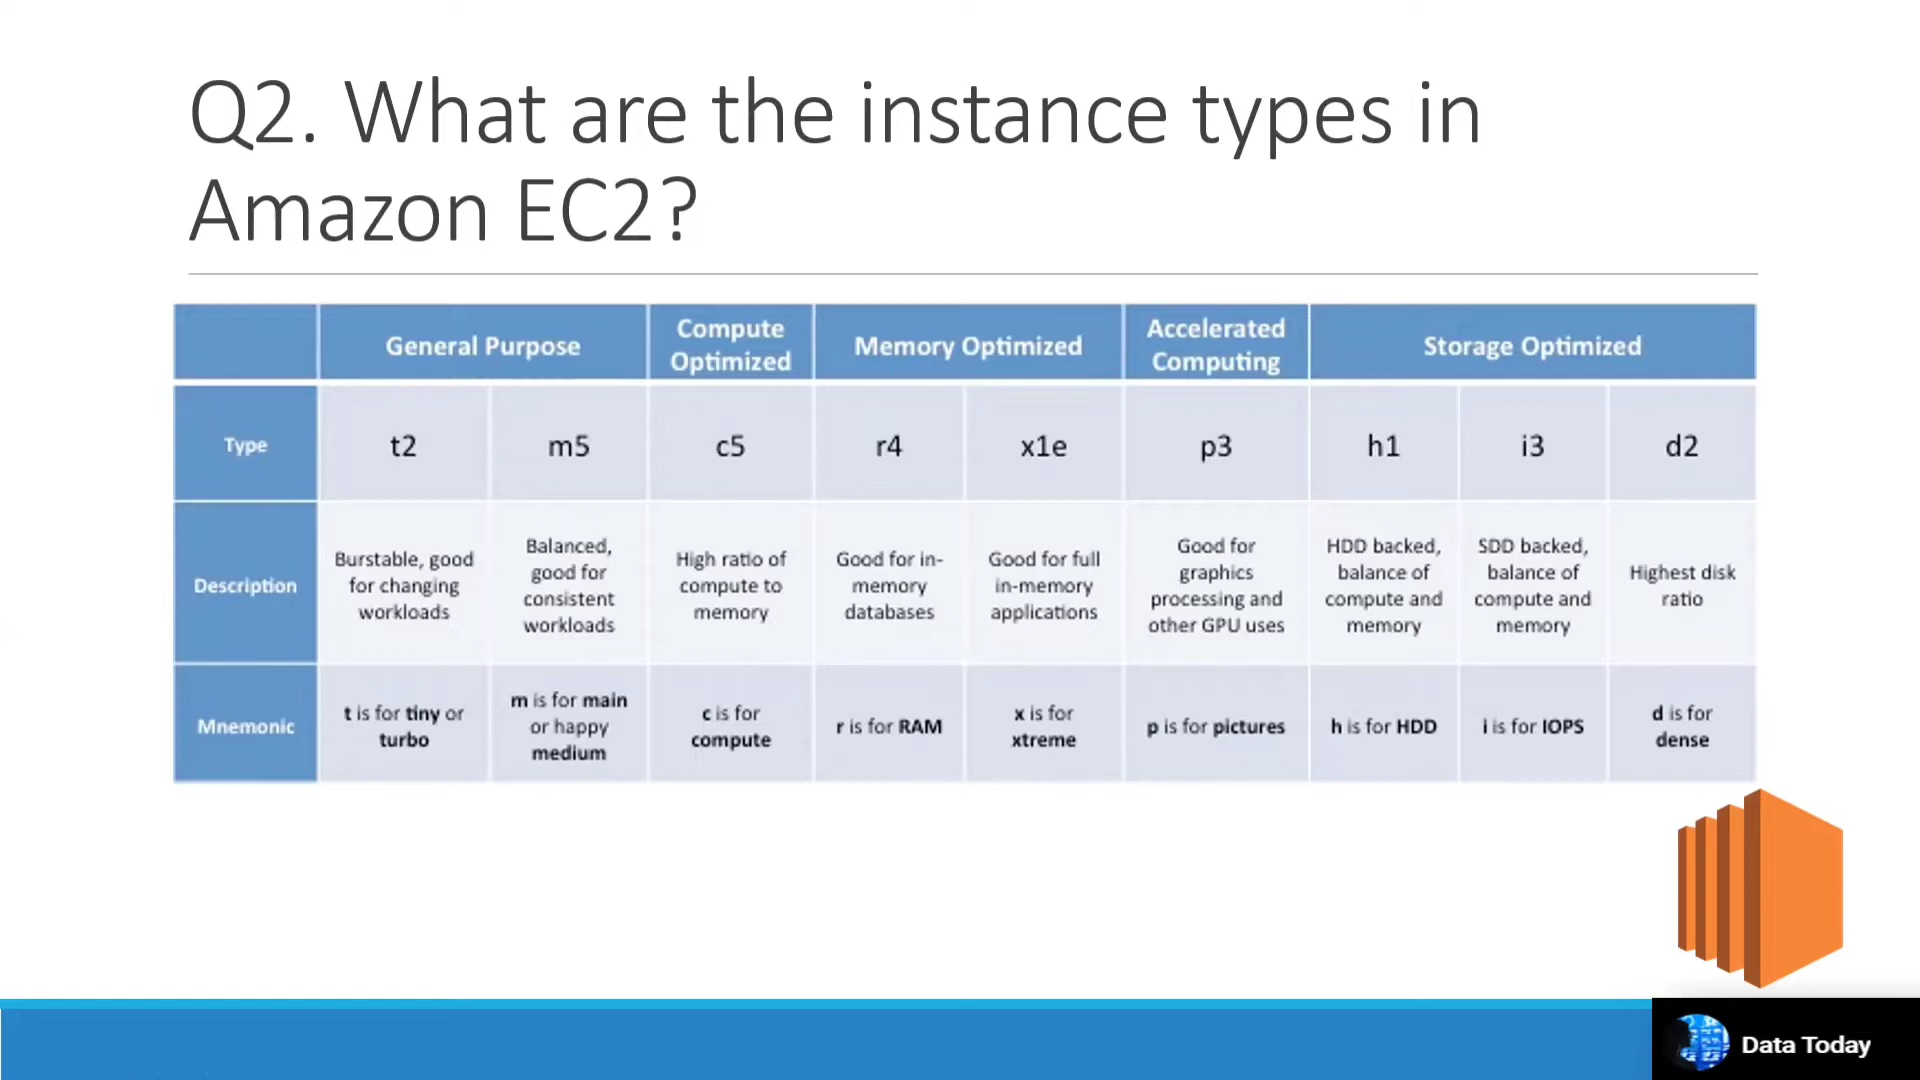 Q2. What are the instance types in
Amazon EC2?
General Purpose
Compute
Optimized
Memory Optimized
Accelerated
Computing
Storage Optimized
Type
t2
m5
c5
r4
x1e
p3
h1
i3
d2
Description
Burstable, good
for changing
workloads
Balanced,
good for
consistent
workloads
High ratio of
compute to
memory
Good for in-
memory
databases
Good for full
in-memory
applications
Good for
graphics
processing and
other GPU uses
HDD backed,
balance of
compute and
memory
SDD backed,
balance of
compute and
memory
Highest disk
ratio
Mnemonic
t is for tiny or
turbo
m is for main
or happy
medium
c is for
compute
r is for RAM
x is for
xtreme
p is for pictures
h is for HDD
i is for IOPS
d is for
dense
Data Today